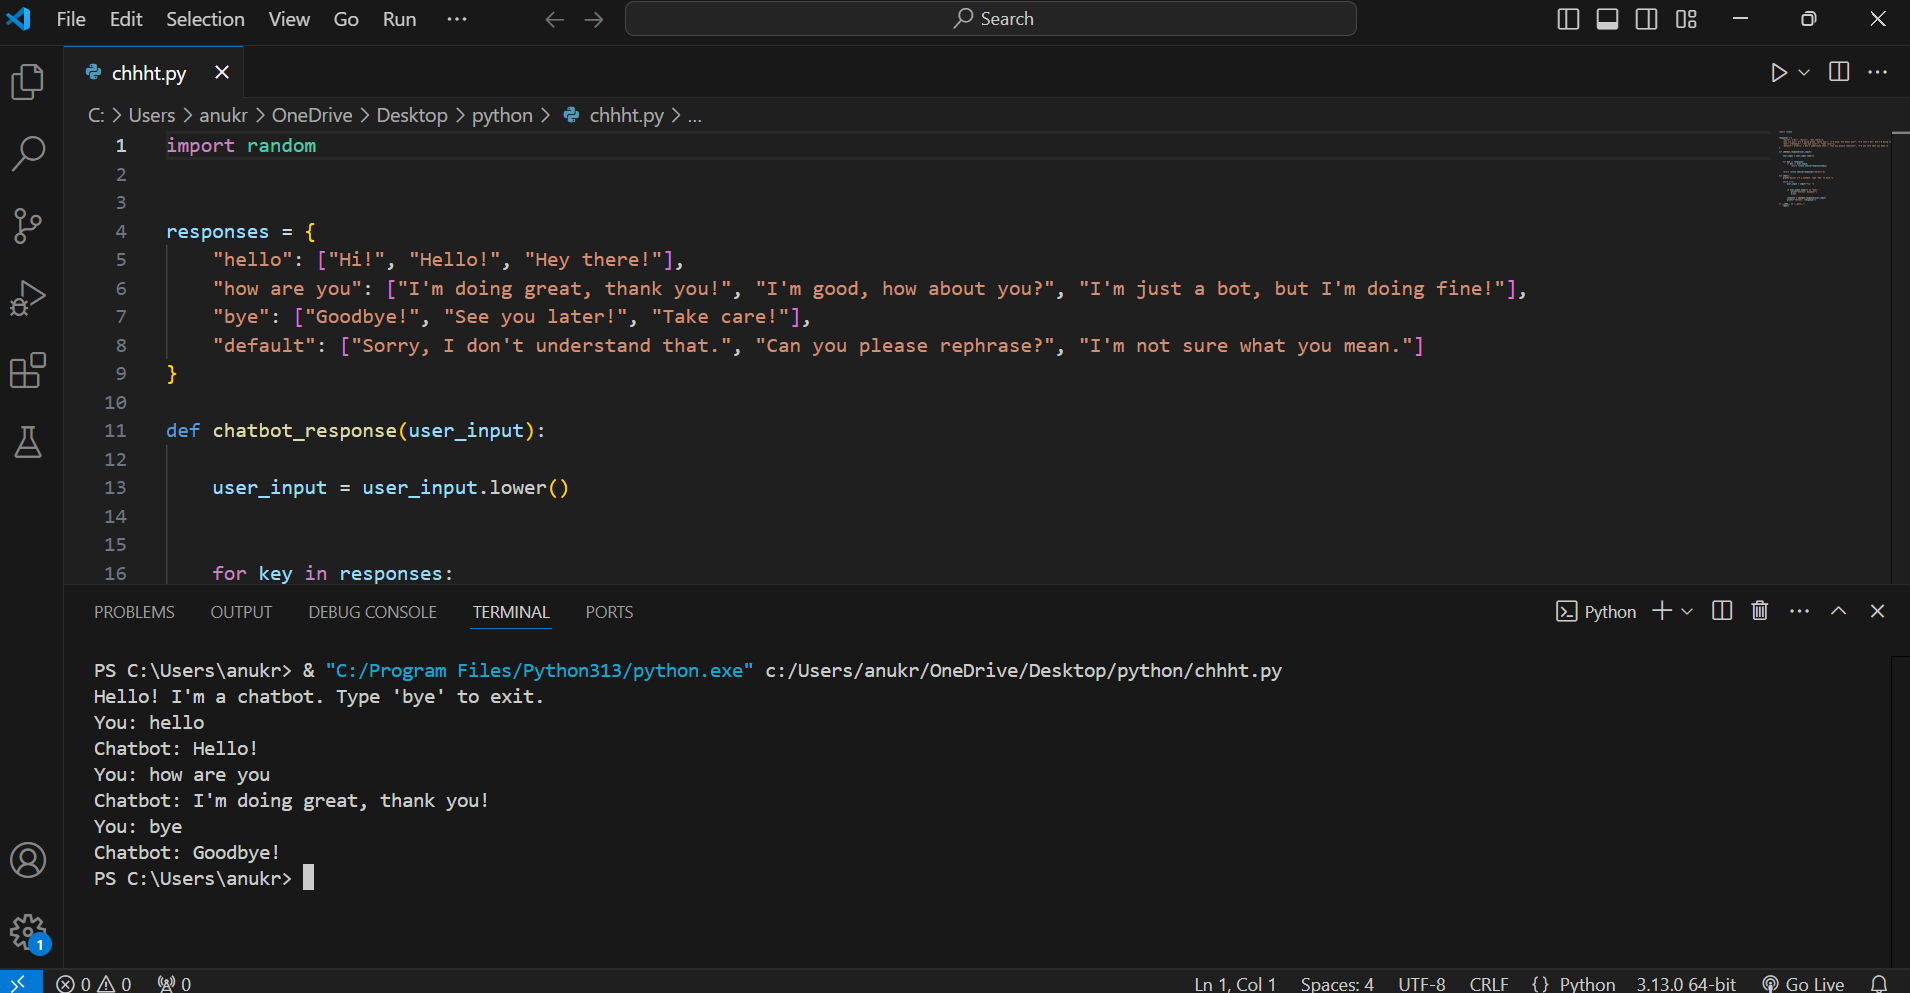 File Edit Selection View Go Run ··· Search
chhht.py
C: > Users > anukr > OneDrive > Desktop > python > chhht.py > ...
1 import random
2
3
4 responses = {
5 "hello": ["Hi!", "Hello!", "Hey there!"],
6 "how are you": ["I'm doing great, thank you!", "I'm good, how about you?", "I'm just a bot, but I'm doing fine!"],
7 "bye": ["Goodbye!", "See you later!", "Take care!"],
8 "default": ["Sorry, I don't understand that.", "Can you please rephrase?", "I'm not sure what you mean."]
9 }
10
11 def chatbot_response(user_input):
12
13 user_input = user_input.lower()
14
15
16 for key in responses:
PROBLEMS OUTPUT DEBUG CONSOLE TERMINAL PORTS Python
PS C:\Users\anukr> & "C:/Program Files/Python313/python.exe" c:/Users/anukr/OneDrive/Desktop/python/chhht.py
Hello! I'm a chatbot. Type 'bye' to exit.
You: hello
Chatbot: Hello!
You: how are you
Chatbot: I'm doing great, thank you!
You: bye
Chatbot: Goodbye!
PS C:\Users\anukr>
1
0 0 0 Ln 1, Col 1 Spaces: 4 UTF-8 CRLF {} Python 3.13.0 64-bit Go Live